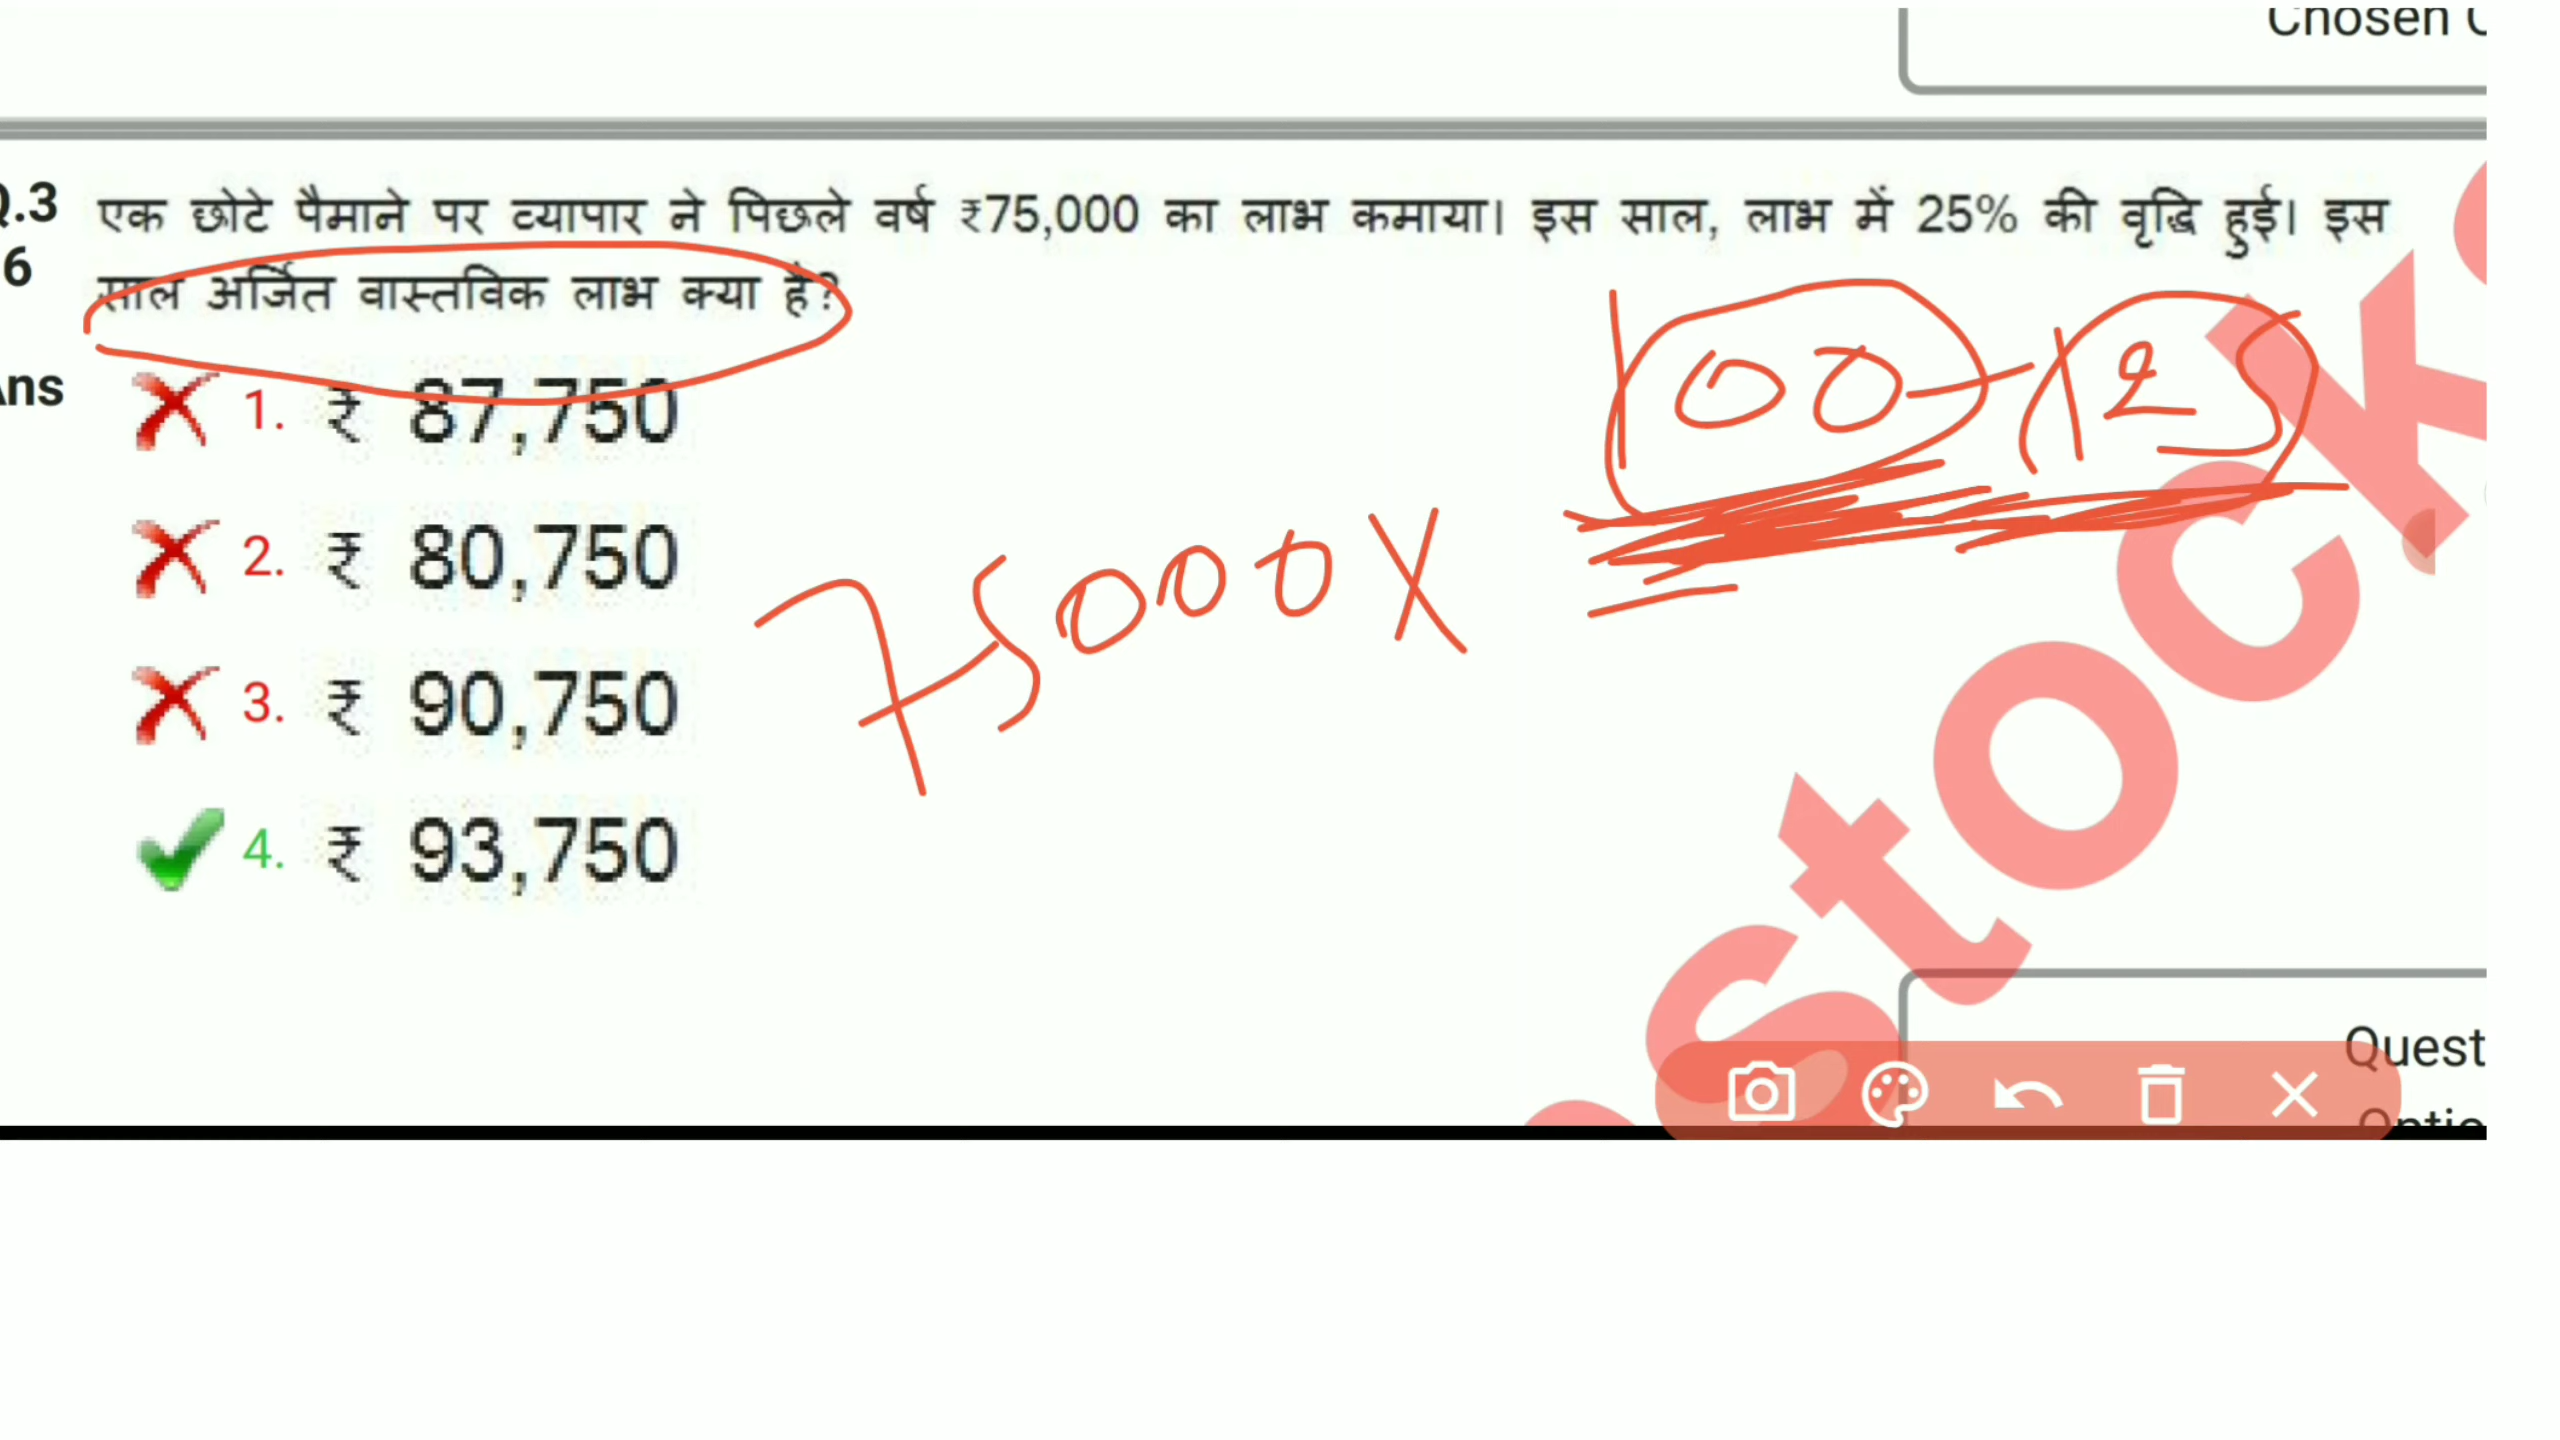 Chosen
Q.3 एक छोटे पैमाने पर व्यापार ने पिछले वर्ष ₹75,000 का लाभ कमाया। इस साल, लाभ में 25% की वृद्धि हुई। इस
6 साल अर्जित वास्तविक लाभ क्या है?
Ans 1. ₹ 87,750
2. ₹ 80,750
3. ₹ 90,750
4. ₹ 93,750
100 - 125
75000 X
stock
Quest
Optio